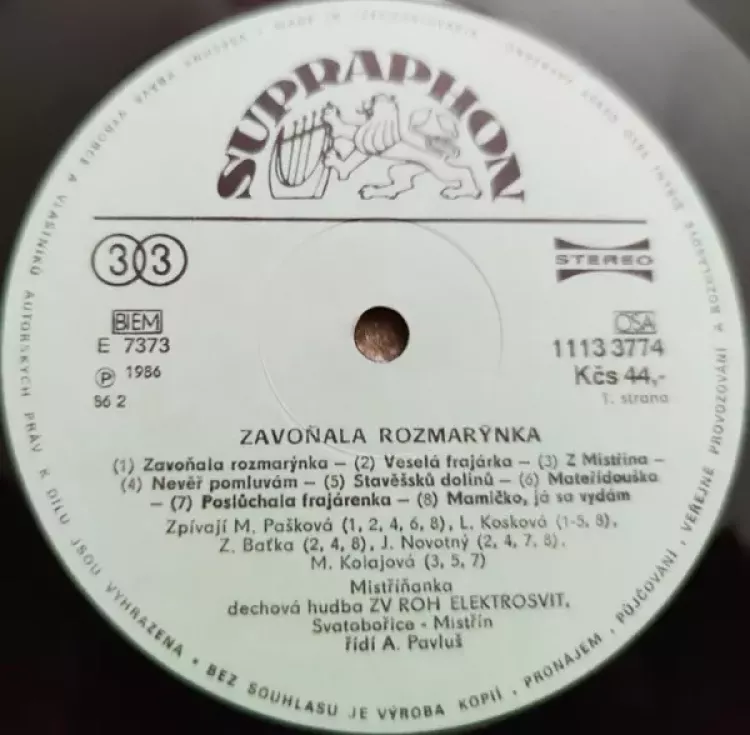 SUPRAPHON
33
STEREO
BIEM
OSA
E 7373
1113 3774
Ⓟ 1986
Kčs 44,-
56 2
1. strana
ZAVOŇALA ROZMARÝNKA
(1) Zavoňala rozmarýnka – (2) Veselá frajárka – (3) Z Mistřína –
(4) Nevěř pomluvám – (5) Stavěšsků dolinů – (6) Mateřídouška
– (7) Poslúchala frajárenka – (8) Mamičko, já sa vydám
Zpívají M. Pašková (1, 2, 4, 6, 8), L. Kosková (1-5, 8),
Z. Baťka (2, 4, 8), J. Novotný (2, 4, 7, 8),
M. Kolajová (3, 5, 7)
Mistříňanka
dechová hudba ZV ROH ELEKTROSVIT,
Svatobořice - Mistřín
řídí A. Pavluš
VÝROBCE A VLASTNÍKŮ AUTORSKÝCH PRÁV K DÍLU JSOU VYHRAZENA • BEZ SOUHLASU JE VÝROBA KOPIÍ, PRONÁJEM, PŮJČOVÁNÍ, VEŘEJNÉ PROVOZOVÁNÍ A ROZHLASOVÉ